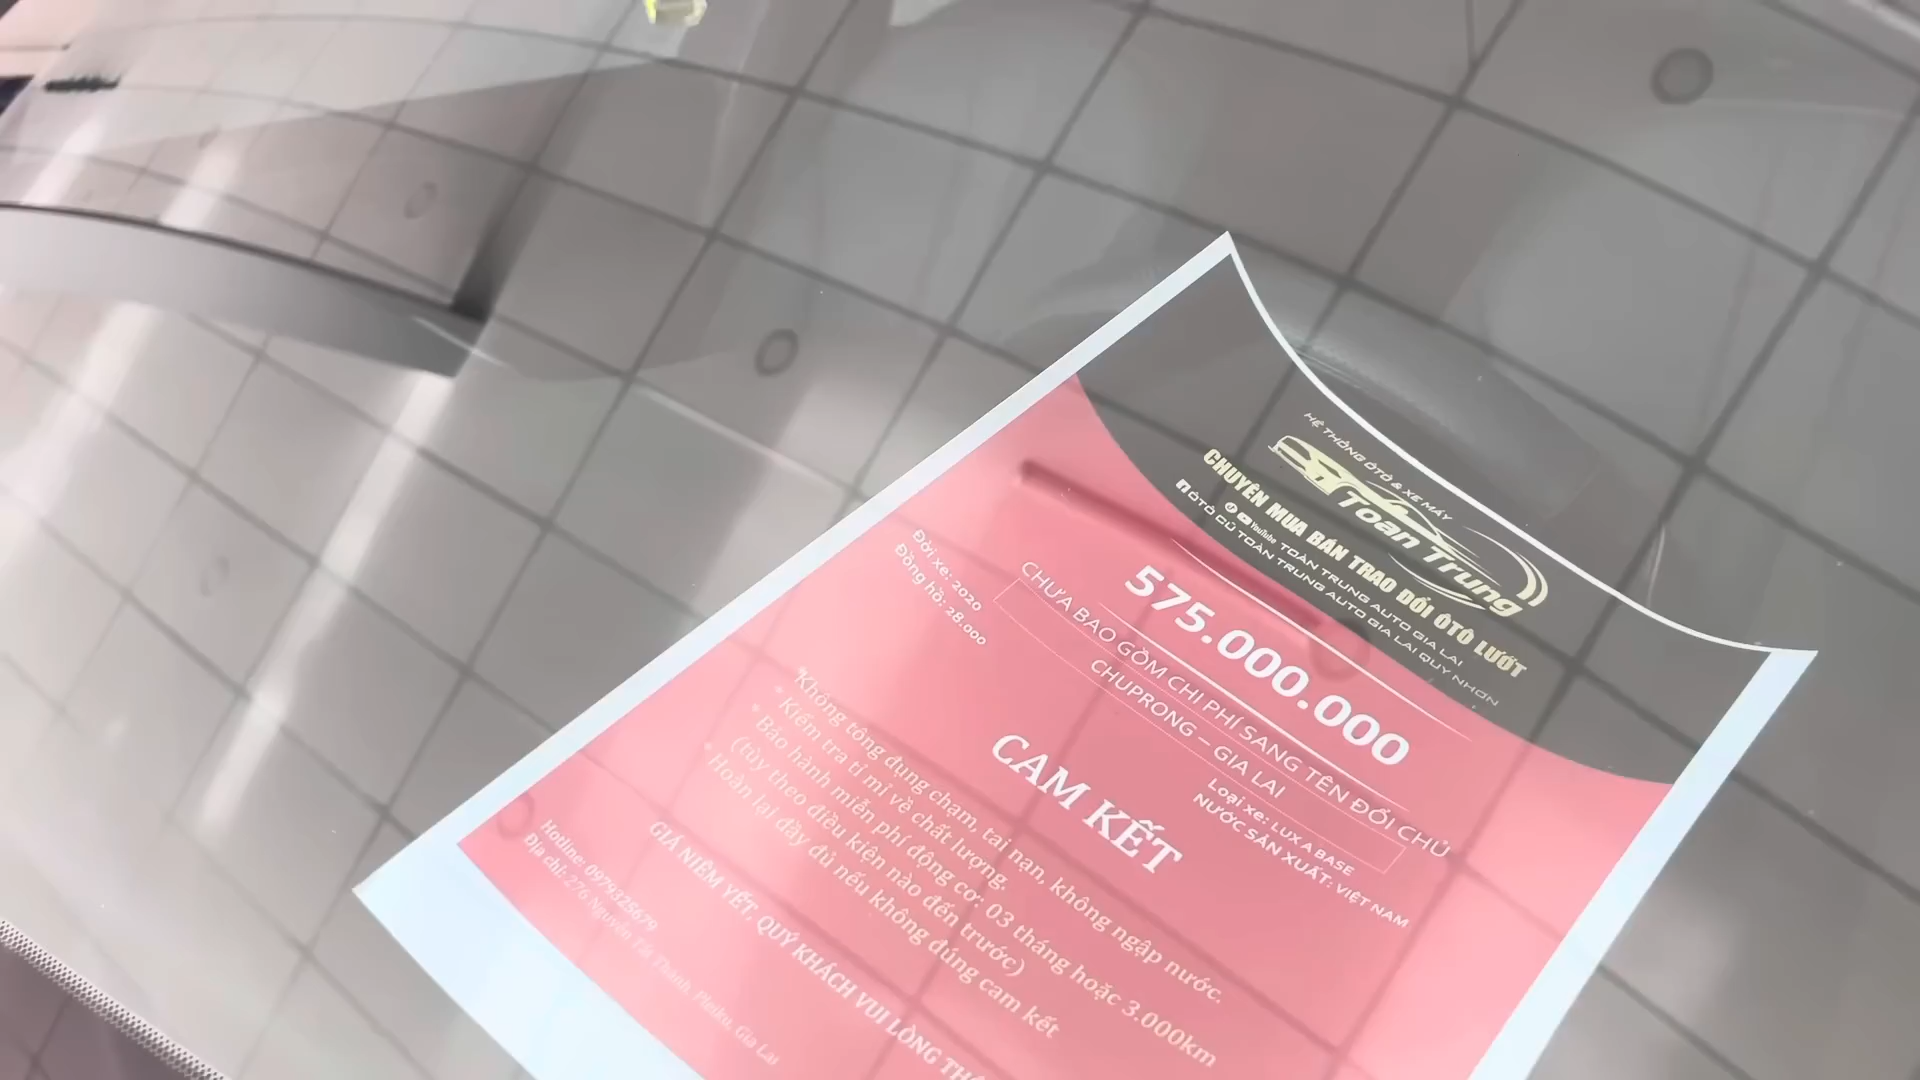 HỆ THỐNG ÔTÔ & XE MÁY
Toan Trung
CHUYÊN MUA BÁN TRAO ĐỔI ÔTÔ LƯỚT
YouTube TOÀN TRUNG AUTO GIA LAI
ÔTÔ CŨ TOÀN TRUNG AUTO GIA LAI QUY NHƠN
575.000.000
CHƯA BAO GỒM CHI PHÍ SANG TÊN ĐỔI CHỦ
CHUPRONG – GIA LAI
Đời xe: 2020
Đồng hồ: 28.000
Loại xe: LUX A BASE
NƯỚC SẢN XUẤT: VIỆT NAM
CAM KẾT
*Không tông đụng chạm, tai nạn, không ngập nước.
* Kiểm tra tỉ mỉ về chất lượng.
* Bảo hành miễn phí động cơ: 03 tháng hoặc 3.000km
(tùy theo điều kiện nào đến trước)
* Hoàn lại đầy đủ nếu không đúng cam kết
GIÁ NIÊM YẾT, QUÝ KHÁCH VUI LÒNG
Hotline: 0979325679
Địa chỉ: 276 Nguyễn Tất Thành, Pleiku, Gia Lai